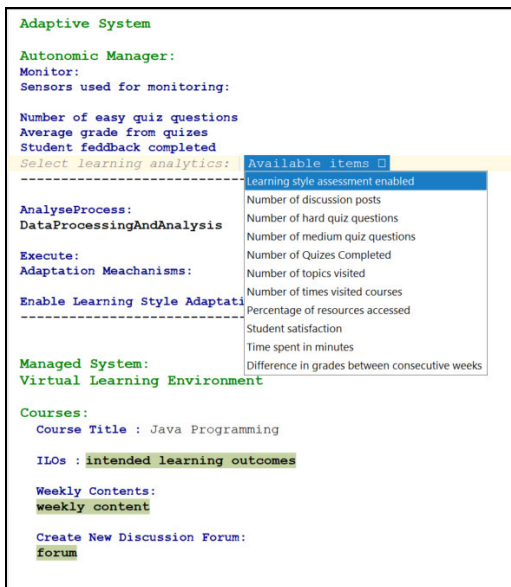 Adaptive System
Autonomic Manager:
Monitor:
Sensors used for monitoring:
Number of easy quiz questions
Average grade from quizes
Student feddback completed
Select learning analytics: Available items
Learning style assessment enabled
Number of discussion posts
Number of hard quiz questions
Number of medium quiz questions
Number of Quizes Completed
Number of topics visited
Number of times visited courses
Percentage of resources accessed
Student satisfaction
Time spent in minutes
Difference in grades between consecutive weeks
AnalyseProcess:
DataProcessingAndAnalysis
Execute:
Adaptation Meachanisms:
Enable Learning Style Adaptati
Managed System:
Virtual Learning Environment
Courses:
Course Title : Java Programming
ILOs : intended learning outcomes
Weekly Contents:
weekly content
Create New Discussion Forum:
forum